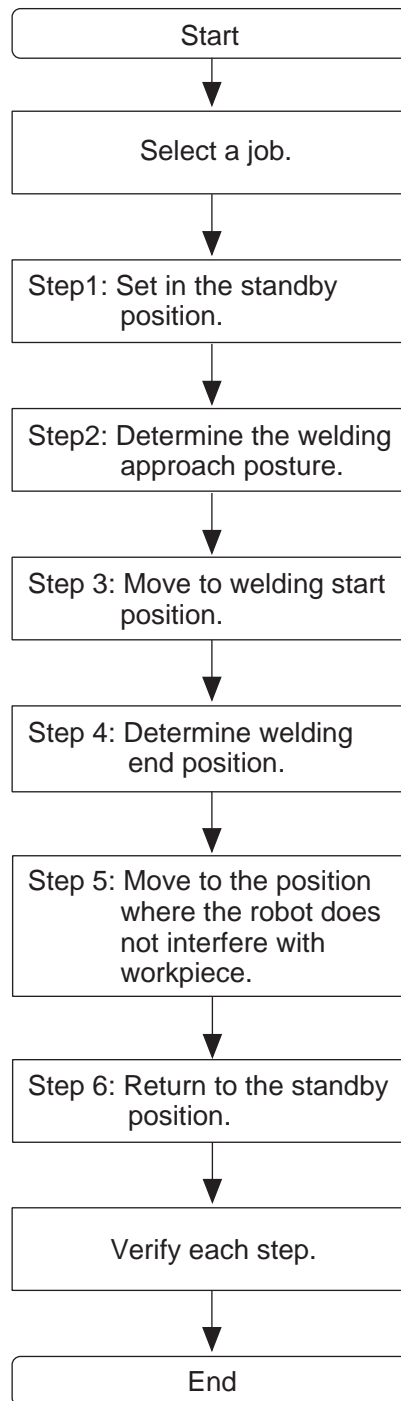 Start
Select a job.
Step1: Set in the standby
position.
Step2: Determine the welding
approach posture.
Step 3: Move to welding start
position.
Step 4: Determine welding
end position.
Step 5: Move to the position
where the robot does
not interfere with
workpiece.
Step 6: Return to the standby
position.
Verify each step.
End